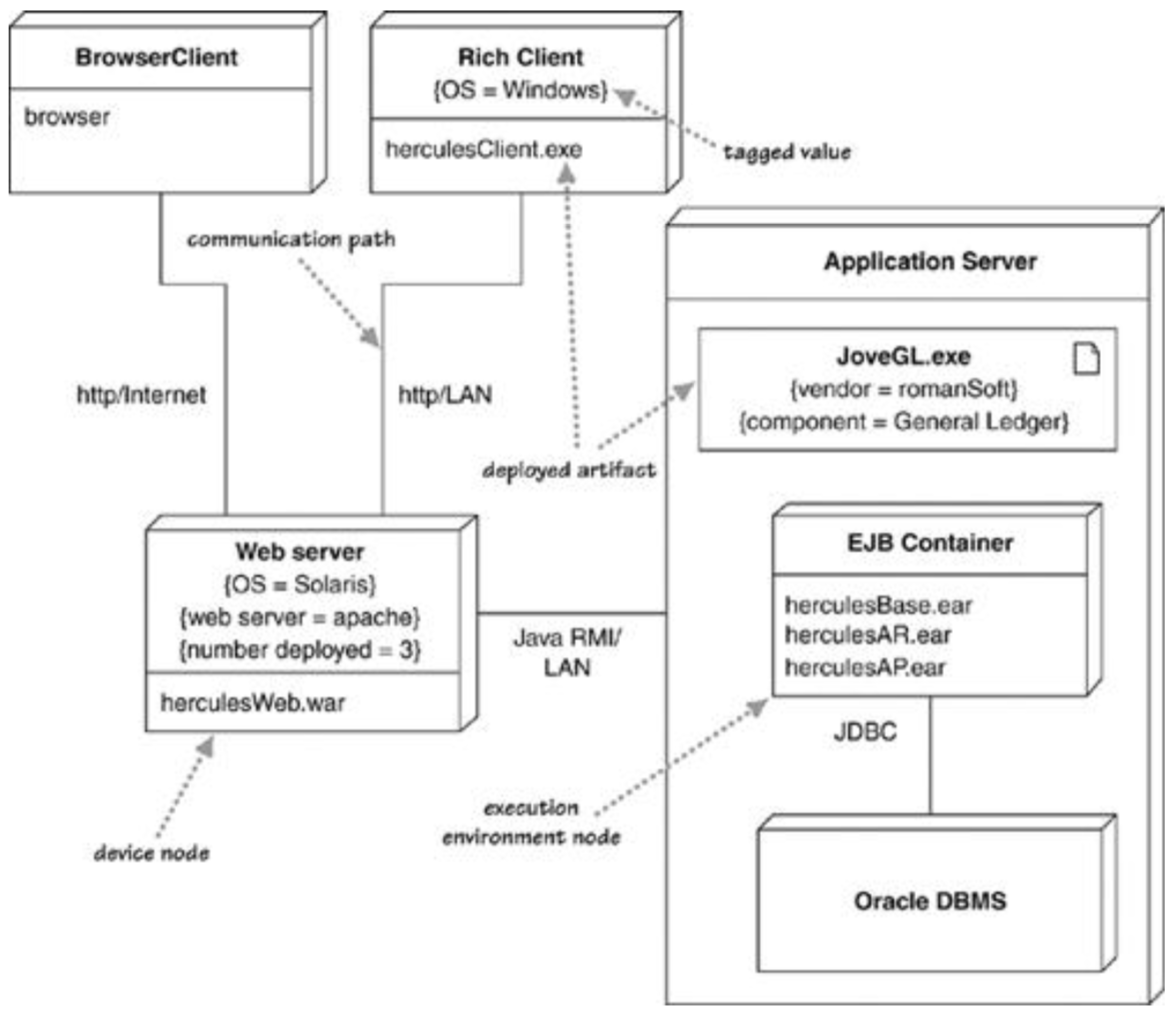 BrowserClient
browser
Rich Client
{OS = Windows}
herculesClient.exe
tagged value
communication path
http/Internet
http/LAN
deployed artifact
Application Server
JoveGL.exe
{vendor = romanSoft}
{component = General Ledger}
EJB Container
herculesBase.ear
herculesAR.ear
herculesAP.ear
JDBC
Oracle DBMS
Web server
{OS = Solaris}
{web server = apache}
{number deployed = 3}
herculesWeb.war
Java RMI/
LAN
execution
environment node
device node